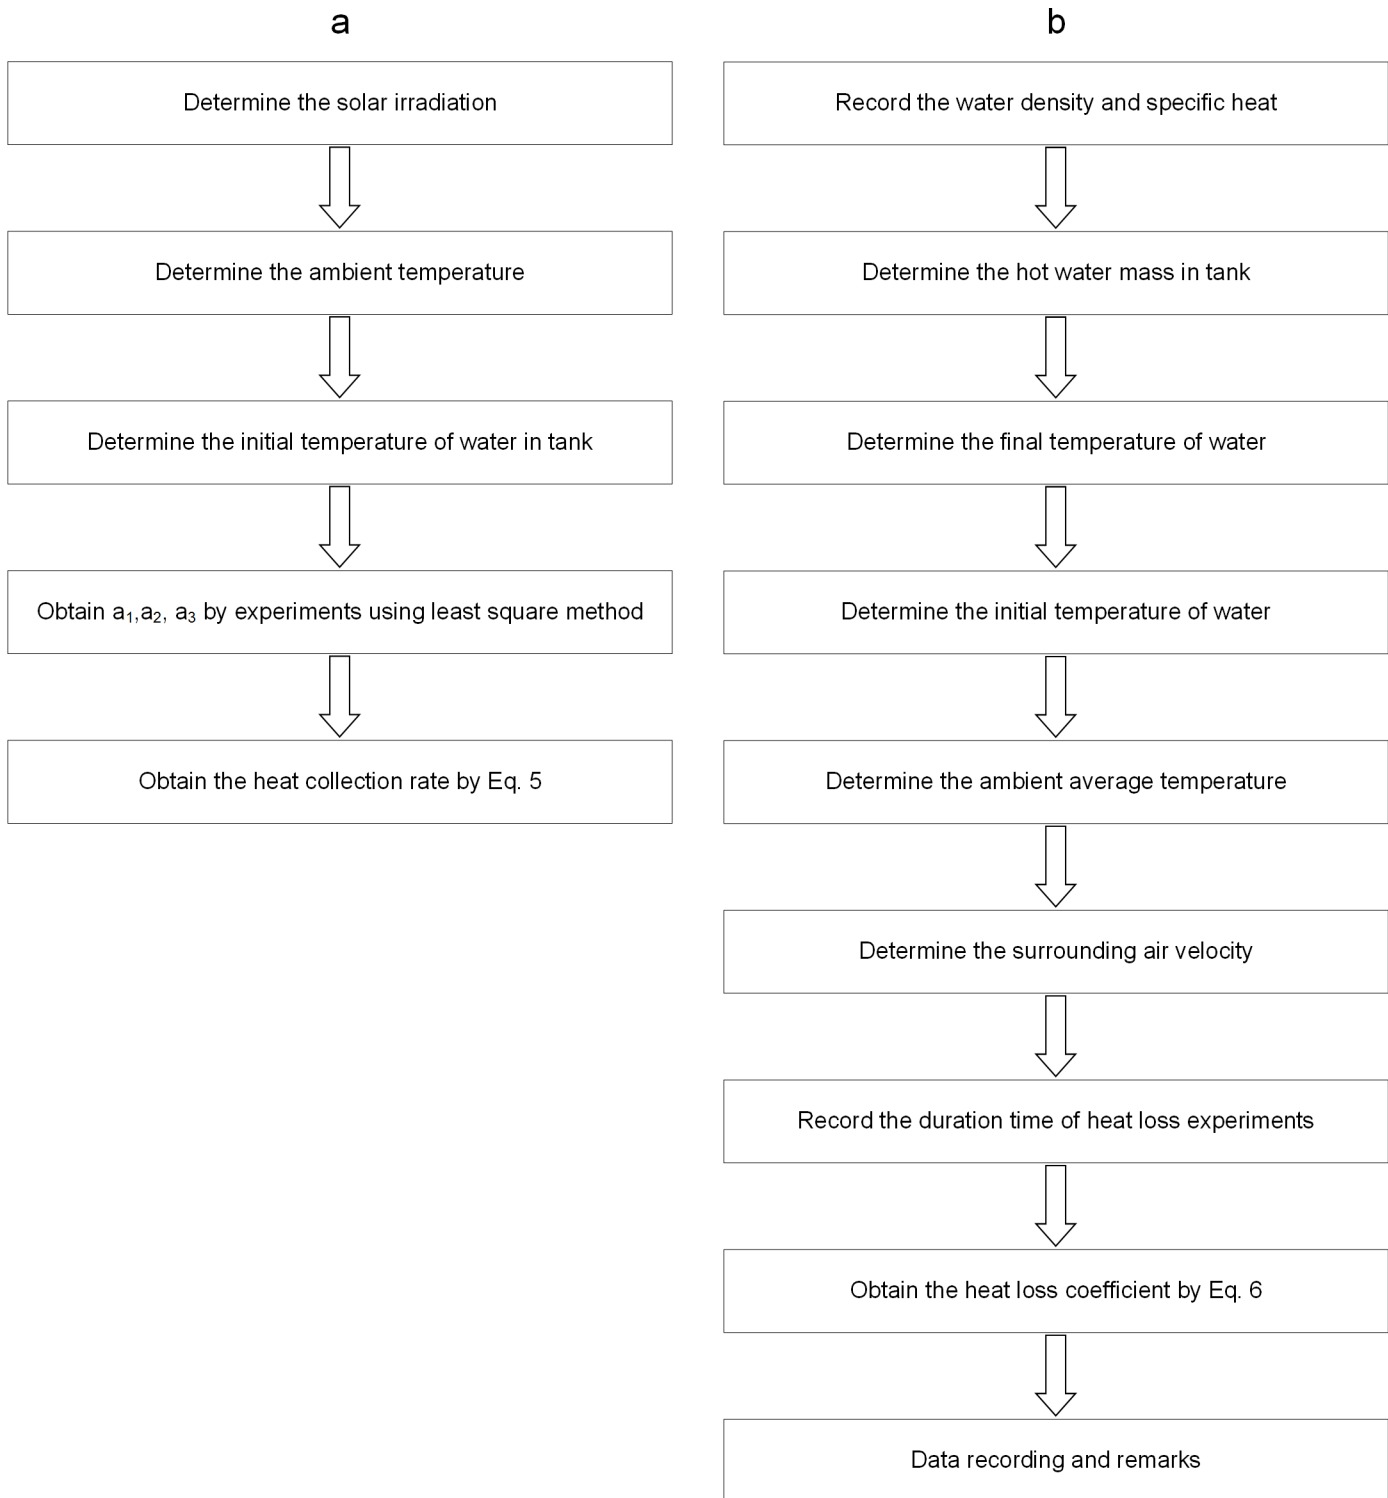 a
Determine the solar irradiation
Determine the ambient temperature
Determine the initial temperature of water in tank
Obtain a₁,a₂, a₃ by experiments using least square method
Obtain the heat collection rate by Eq. 5
b
Record the water density and specific heat
Determine the hot water mass in tank
Determine the final temperature of water
Determine the initial temperature of water
Determine the ambient average temperature
Determine the surrounding air velocity
Record the duration time of heat loss experiments
Obtain the heat loss coefficient by Eq. 6
Data recording and remarks